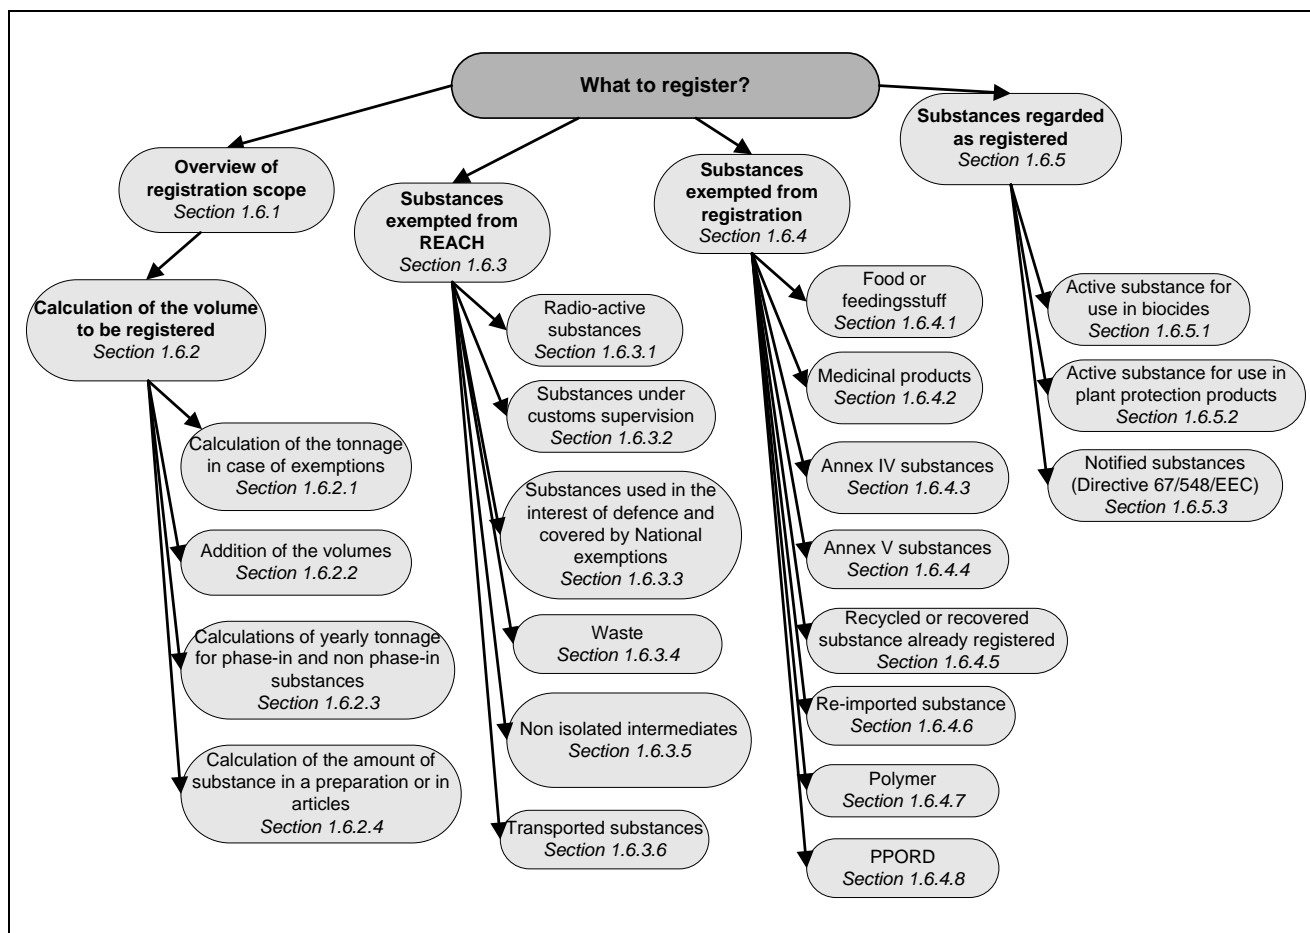 What to register?
Overview of
registration scope
Section 1.6.1
Calculation of the volume
to be registered
Section 1.6.2
Calculation of the tonnage
in case of exemptions
Section 1.6.2.1
Addition of the volumes
Section 1.6.2.2
Calculations of yearly tonnage
for phase-in and non phase-in
substances
Section 1.6.2.3
Calculation of the amount of
substance in a preparation or in
articles
Section 1.6.2.4
Substances
exempted from
REACH
Section 1.6.3
Radio-active
substances
Section 1.6.3.1
Substances under
customs supervision
Section 1.6.3.2
Substances used in the
interest of defence and
covered by National
exemptions
Section 1.6.3.3
Waste
Section 1.6.3.4
Non isolated intermediates
Section 1.6.3.5
Transported substances
Section 1.6.3.6
Substances
exempted from
registration
Section 1.6.4
Food or
feedingsstuff
Section 1.6.4.1
Medicinal products
Section 1.6.4.2
Annex IV substances
Section 1.6.4.3
Annex V substances
Section 1.6.4.4
Recycled or recovered
substance already registered
Section 1.6.4.5
Re-imported substance
Section 1.6.4.6
Polymer
Section 1.6.4.7
PPORD
Section 1.6.4.8
Substances regarded
as registered
Section 1.6.5
Active substance for
use in biocides
Section 1.6.5.1
Active substance for use in
plant protection products
Section 1.6.5.2
Notified substances
(Directive 67/548/EEC)
Section 1.6.5.3